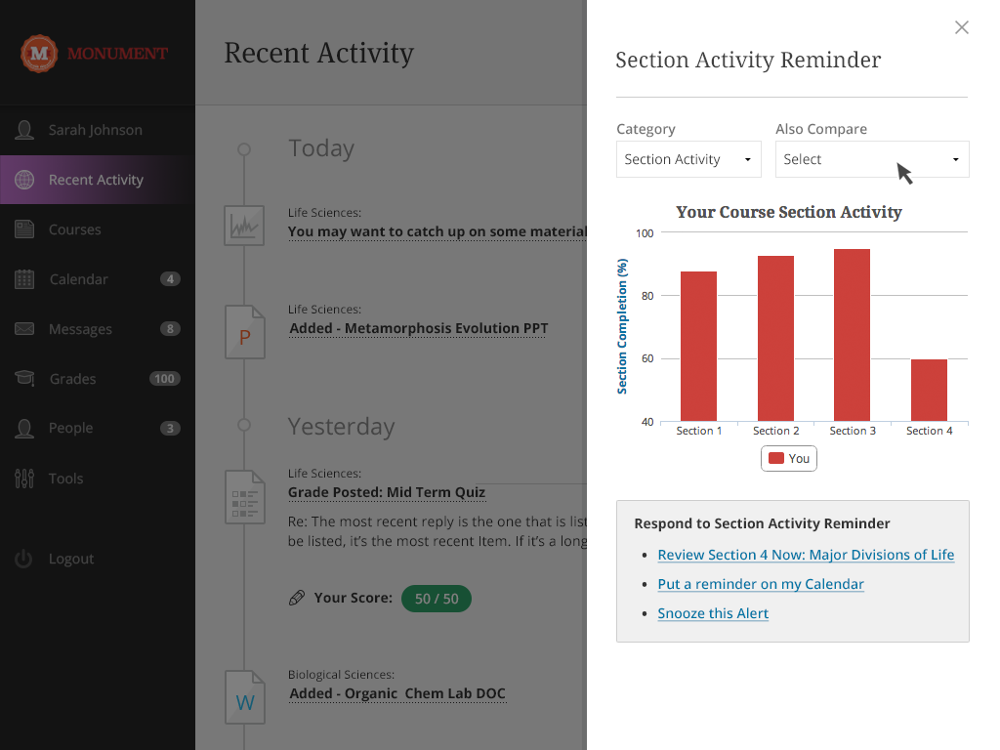 M MONUMENT
Sarah Johnson
Recent Activity
Courses
Calendar 4
Messages 8
Grades 100
People 3
Tools
Logout
Recent Activity
Today
Life Sciences:
You may want to catch up on some material
Life Sciences:
P
Added - Metamorphosis Evolution PPT
Yesterday
Life Sciences:
Grade Posted: Mid Term Quiz
Re: The most recent reply is the one that is list
be listed, it’s the most recent Item. If it’s a long
Your Score: 50 / 50
Biological Sciences:
W
Added - Organic Chem Lab DOC
Section Activity Reminder
Category
Section Activity
Also Compare
Select
Your Course Section Activity
Section Completion (%)
100
80
60
40
Section 1 Section 2 Section 3 Section 4
You
Respond to Section Activity Reminder
• Review Section 4 Now: Major Divisions of Life
• Put a reminder on my Calendar
• Snooze this Alert